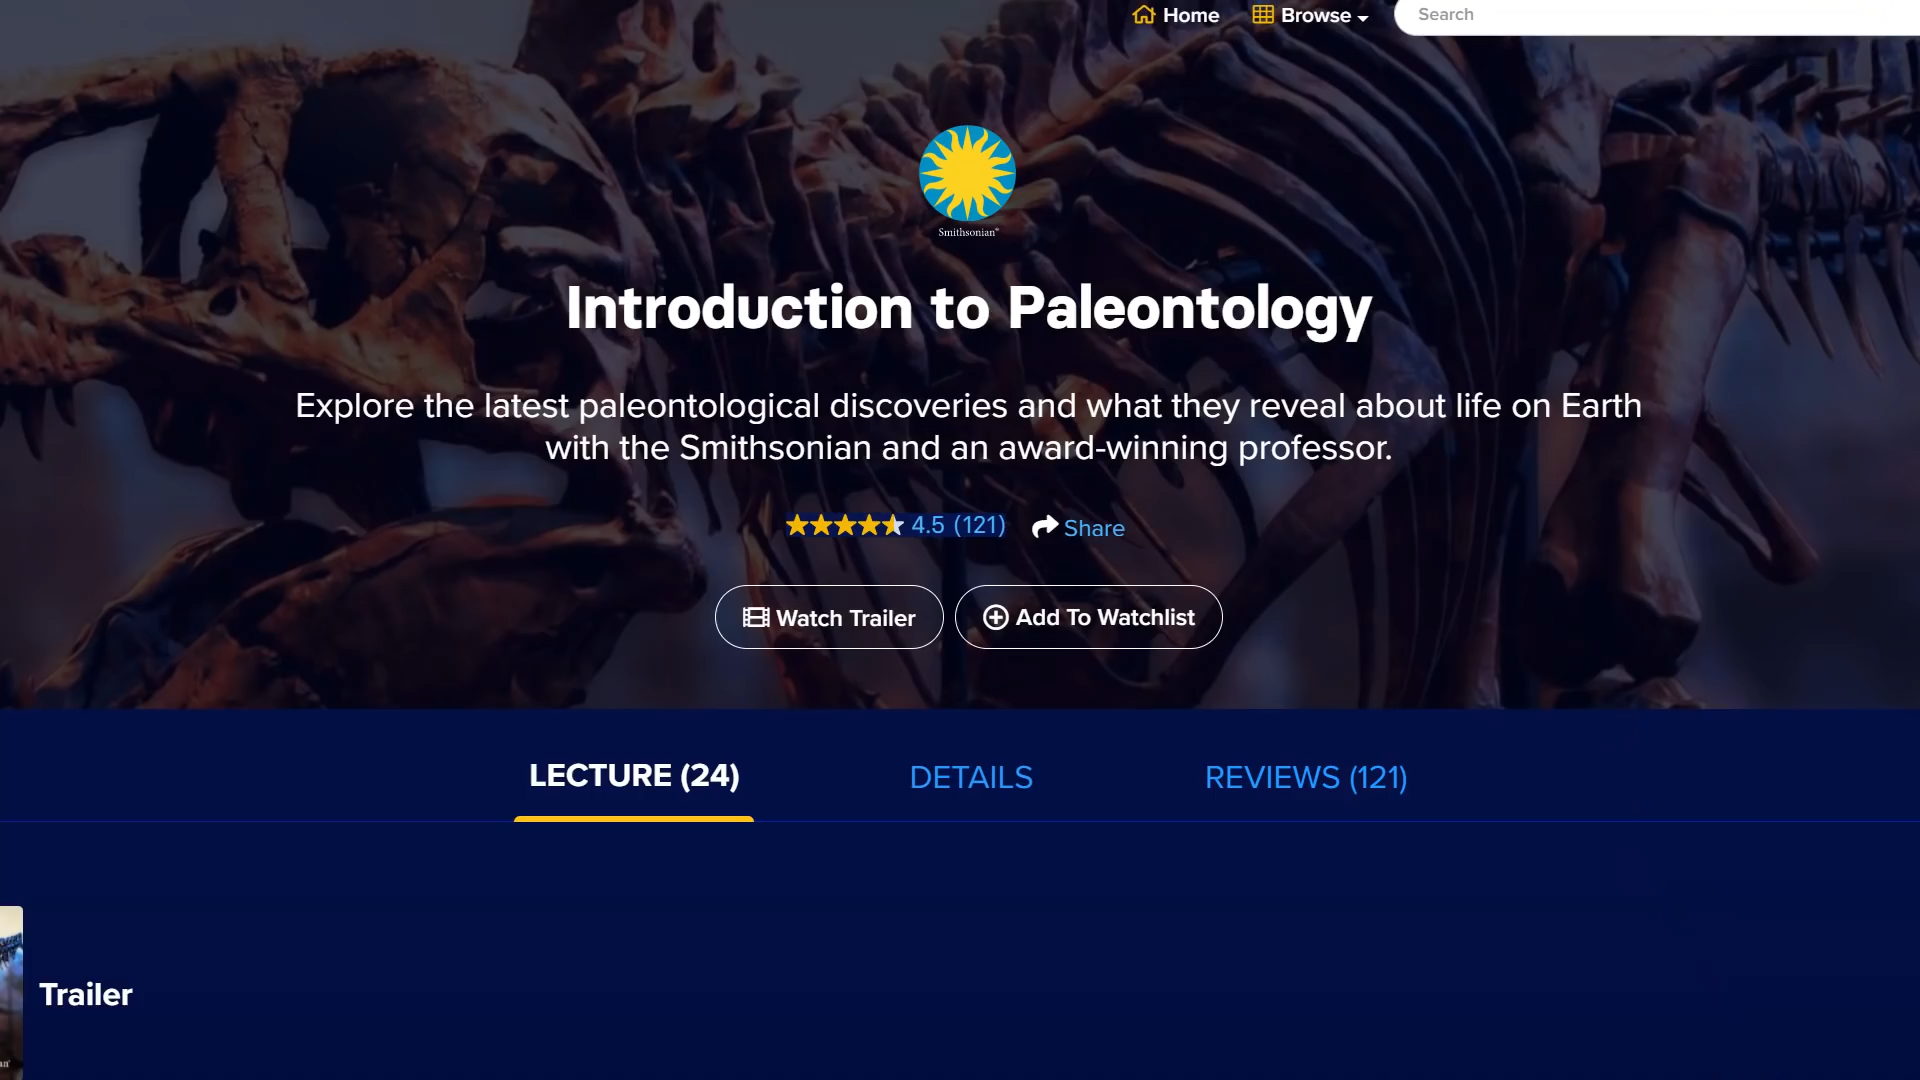 Home
Browse
Search
Smithsonian
Introduction to Paleontology
Explore the latest paleontological discoveries and what they reveal about life on Earth
with the Smithsonian and an award-winning professor.
4.5 (121)
Share
Watch Trailer
Add To Watchlist
LECTURE (24)
DETAILS
REVIEWS (121)
Trailer